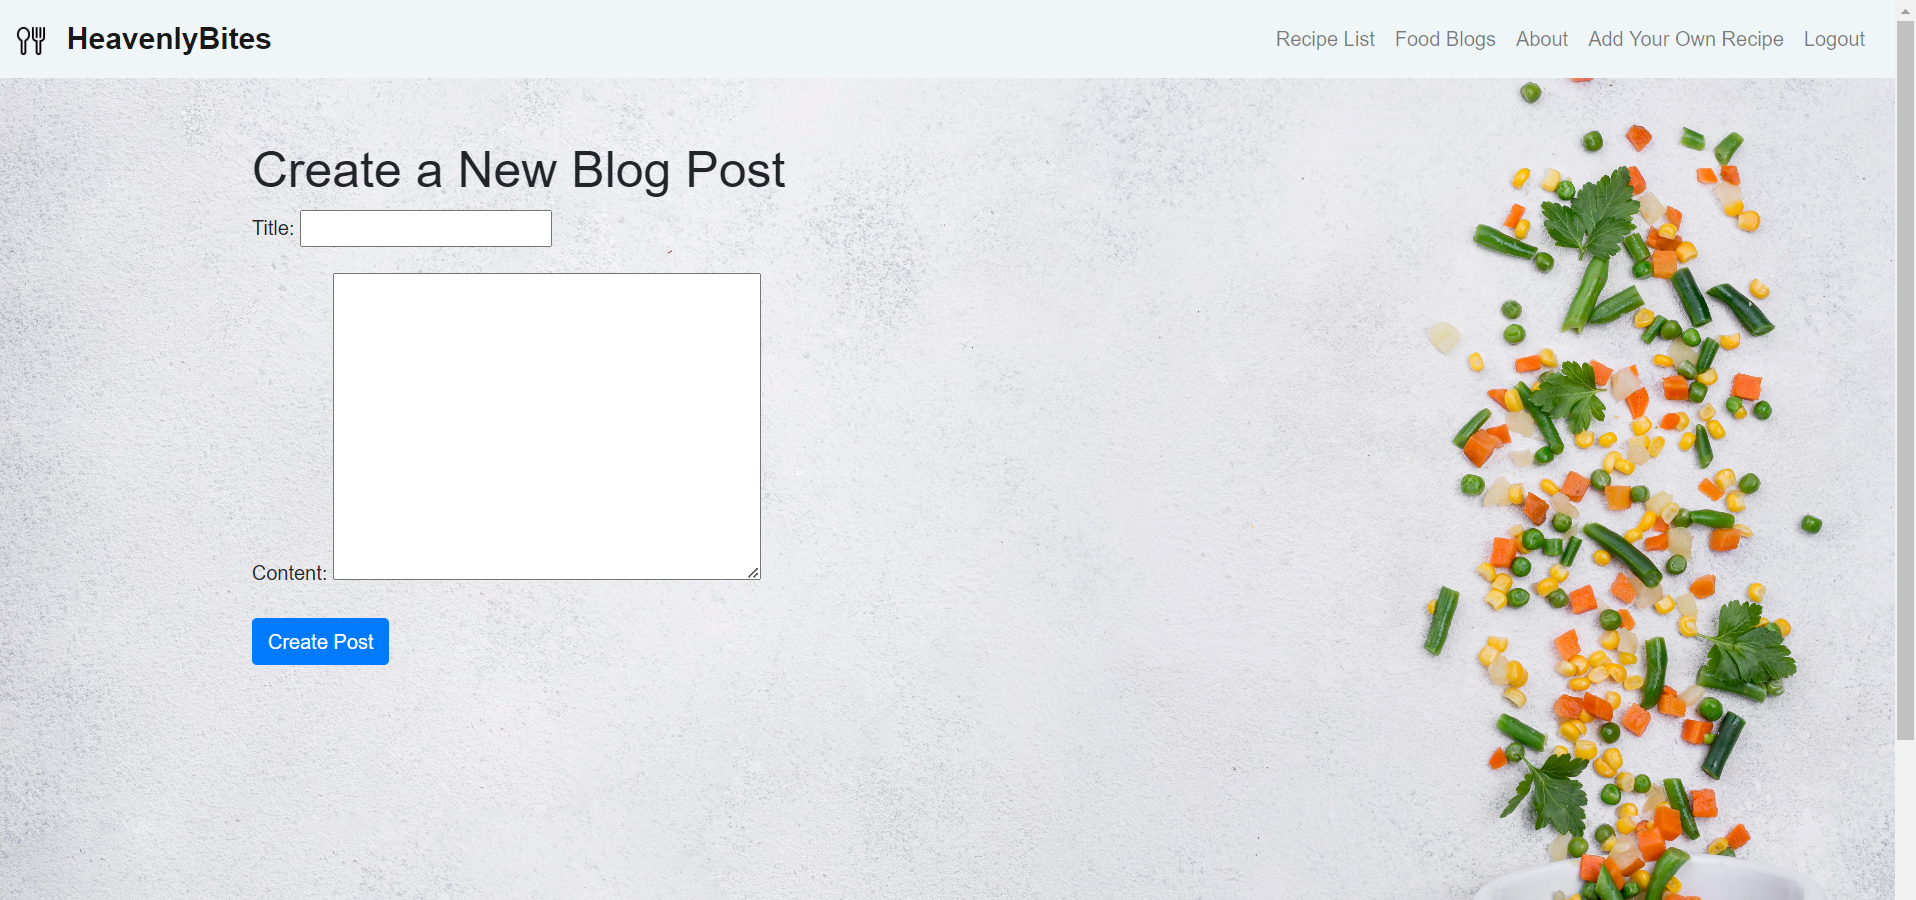 HeavenlyBites
Recipe List Food Blogs About Add Your Own Recipe Logout
Create a New Blog Post
Title:
Content:
Create Post